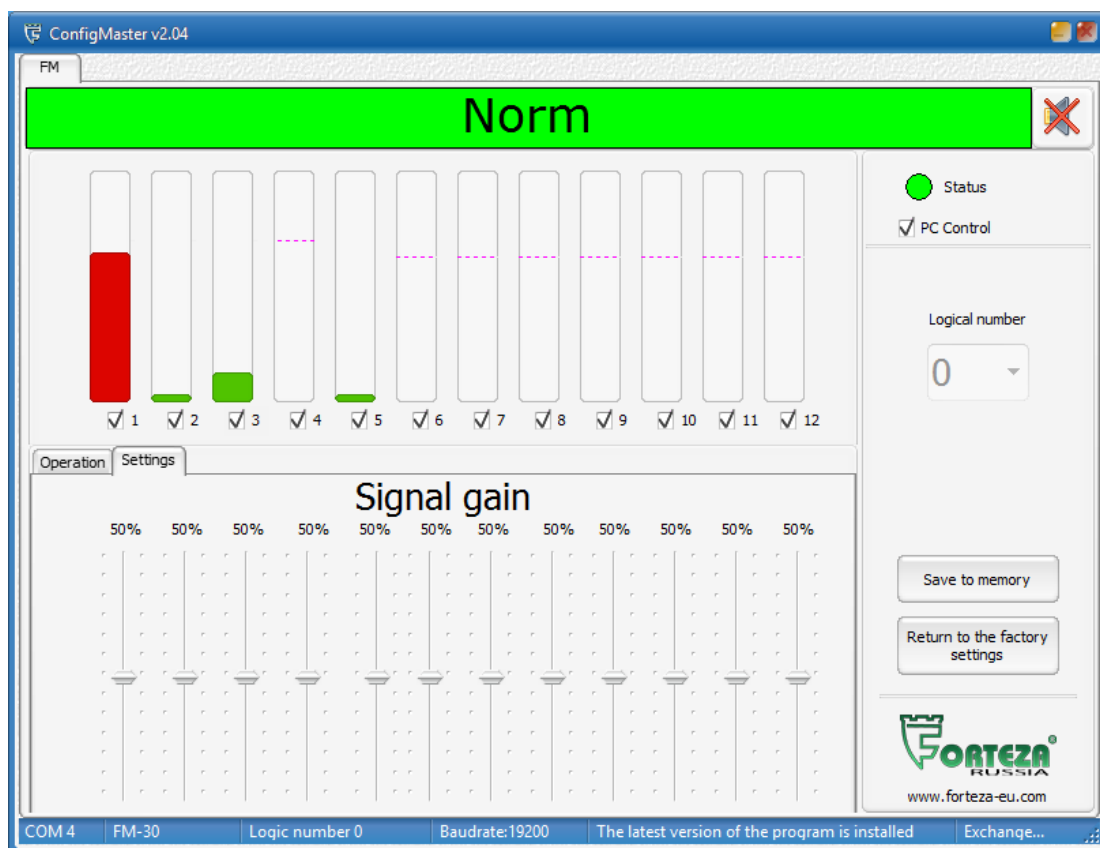 ConfigMaster v2.04
FM
Norm
Status
PC Control
Logical number
0
1 2 3 4 5 6 7 8 9 10 11 12
Operation Settings
Signal gain
50% 50% 50% 50% 50% 50% 50% 50% 50% 50% 50% 50%
Save to memory
Return to the factory
settings
FORTEZA®
RUSSIA
www.forteza-eu.com
COM 4 FM-30 Logic number 0 Baudrate:19200 The latest version of the program is installed Exchange...